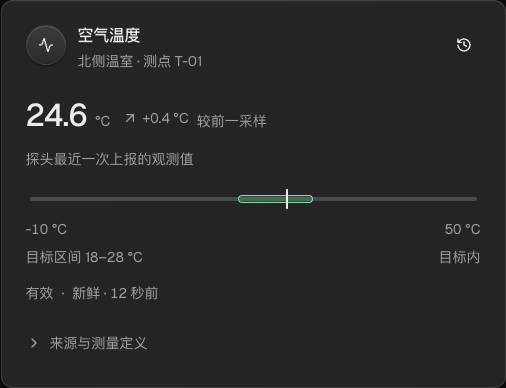 空气温度
北侧温室 · 测点 T-01
24.6 °C ↗ +0.4 °C 较前一采样
探头最近一次上报的观测值
-10 °C 50 °C
目标区间 18–28 °C 目标内
有效 · 新鲜 · 12 秒前
来源与测量定义